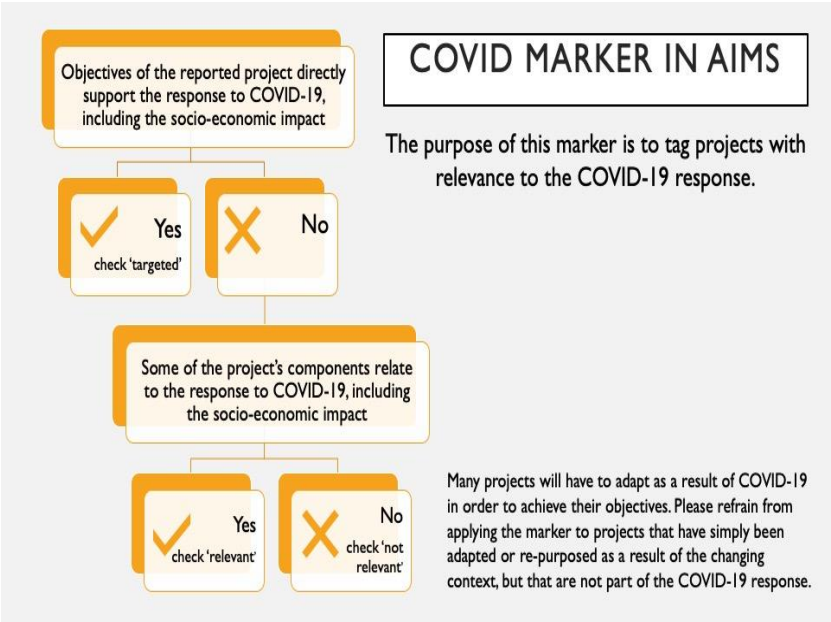 COVID MARKER IN AIMS
The purpose of this marker is to tag projects with
relevance to the COVID-19 response.
Objectives of the reported project directly
support the response to COVID-19,
including the socio-economic impact
Yes
check 'targeted'
No
Some of the project's components relate
to the response to COVID-19, including
the socio-economic impact
Yes
check 'relevant'
No
check 'not
relevant'
Many projects will have to adapt as a result of COVID-19
in order to achieve their objectives. Please refrain from
applying the marker to projects that have simply been
adapted or re-purposed as a result of the changing
context, but that are not part of the COVID-19 response.